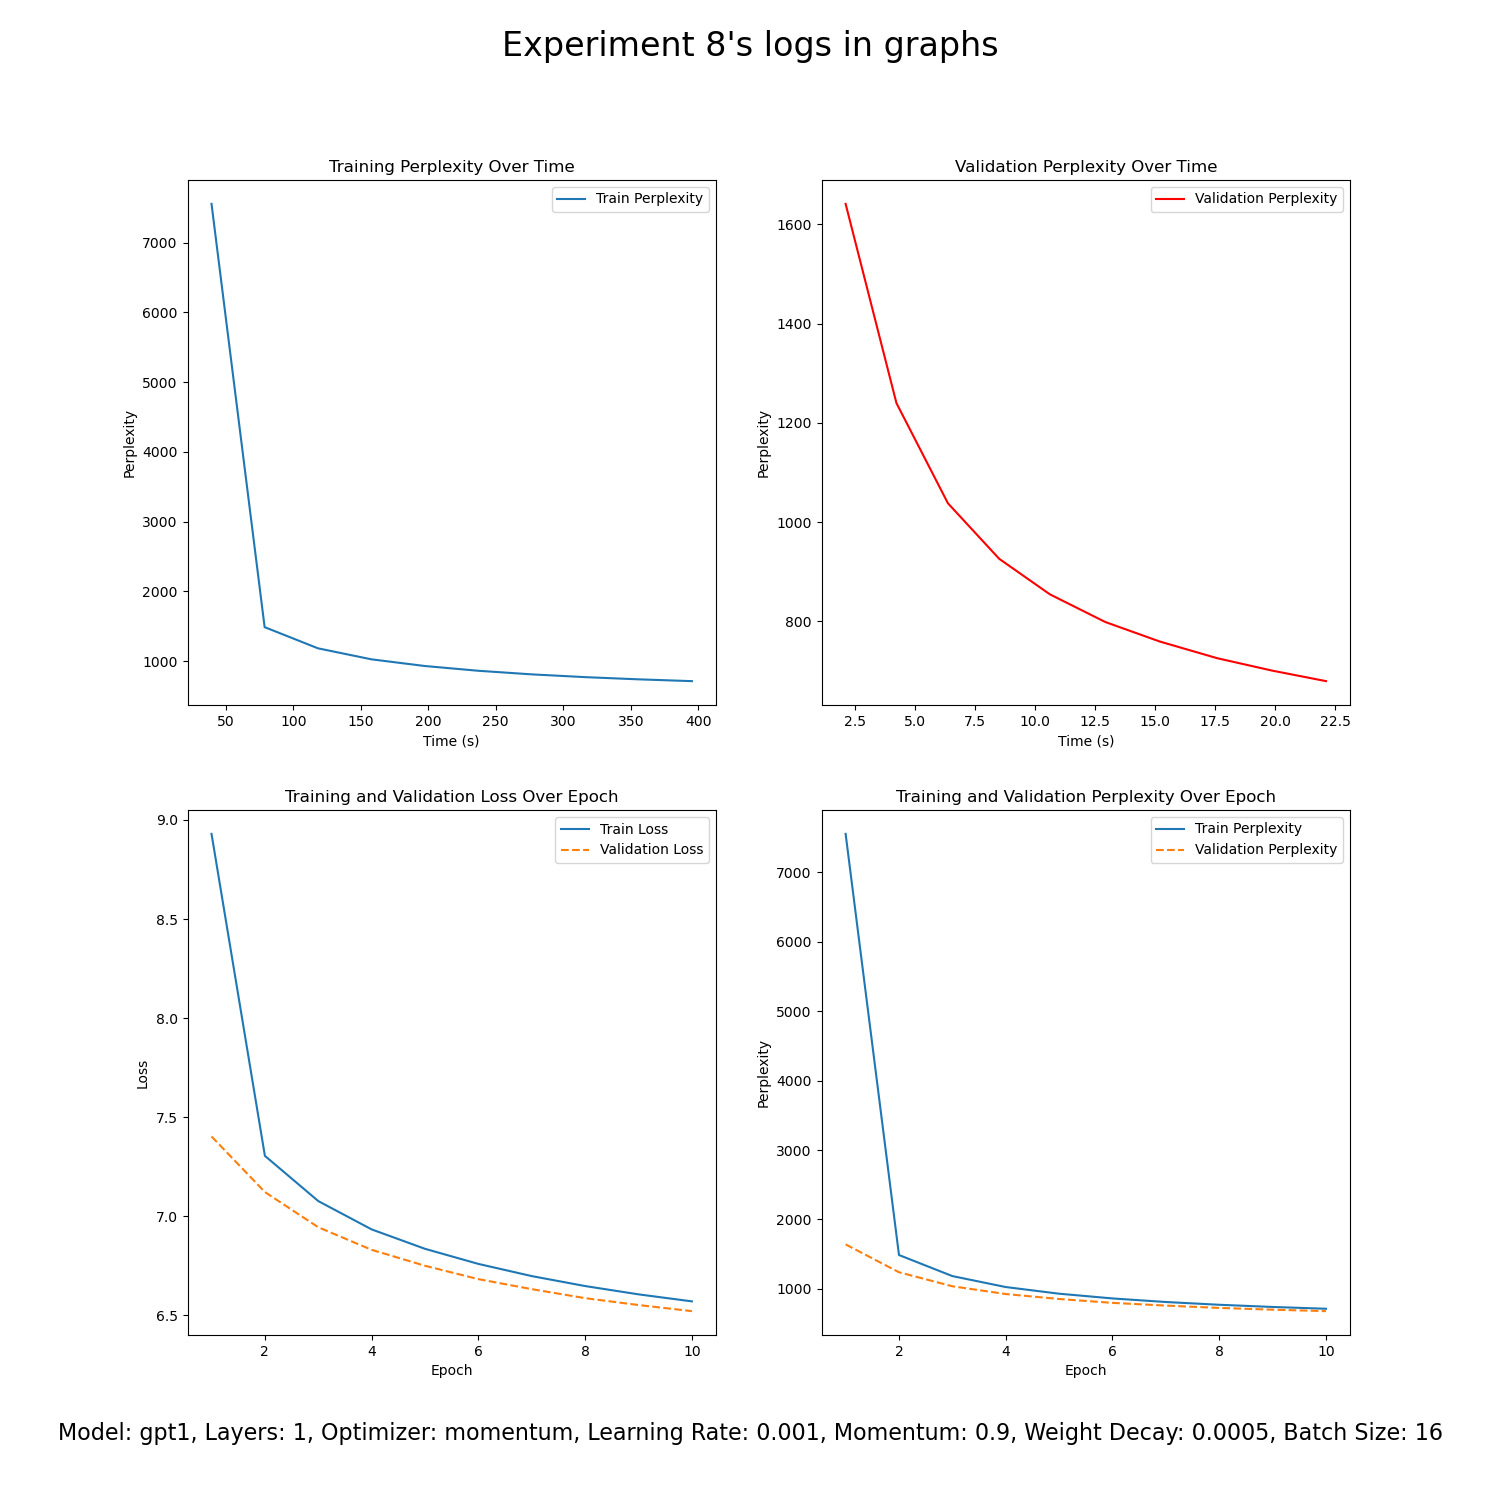 Experiment 8's logs in graphs
Training Perplexity Over Time
Train Perplexity
Perplexity
7000
6000
5000
4000
3000
2000
1000
50 100 150 200 250 300 350 400
Time (s)
Validation Perplexity Over Time
Validation Perplexity
Perplexity
1600
1400
1200
1000
800
2.5 5.0 7.5 10.0 12.5 15.0 17.5 20.0 22.5
Time (s)
Training and Validation Loss Over Epoch
Train Loss
Validation Loss
Loss
9.0
8.5
8.0
7.5
7.0
6.5
2 4 6 8 10
Epoch
Training and Validation Perplexity Over Epoch
Train Perplexity
Validation Perplexity
Perplexity
7000
6000
5000
4000
3000
2000
1000
2 4 6 8 10
Epoch
Model: gpt1, Layers: 1, Optimizer: momentum, Learning Rate: 0.001, Momentum: 0.9, Weight Decay: 0.0005, Batch Size: 16